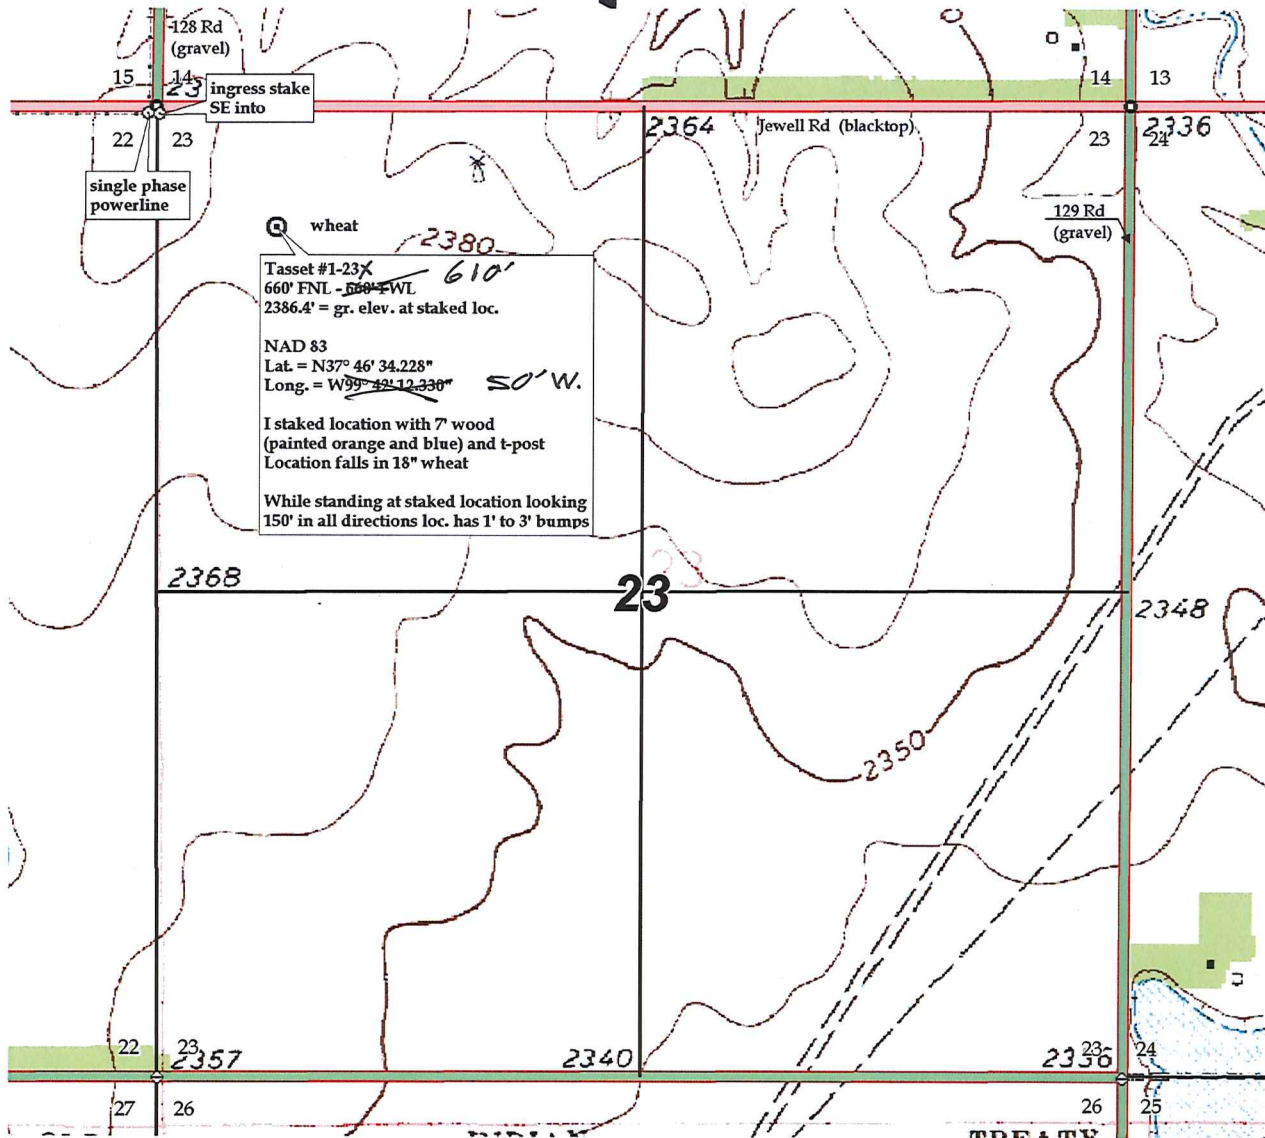 128 Rd
(gravel)
15
14
23
14
13
ingress stake
SE into
22
23
2364
Jewell Rd (blacktop)
23
24
2336
single phase
powerline
129 Rd
(gravel)
wheat
2380
Tasset #1-23X
610'
660' FNL - 660' FWL
2386.4' = gr. elev. at staked loc.
NAD 83
Lat. = N37° 46' 34.228"
Long. = W99° 42' 12.330"
50' W.
I staked location with 7' wood
(painted orange and blue) and t-post
Location falls in 18" wheat
While standing at staked location looking
150' in all directions loc. has 1' to 3' bumps
23
2368
23
2348
2350
22
23
2357
2340
2336
23
24
27
26
26
25
INDIAN
TREATY